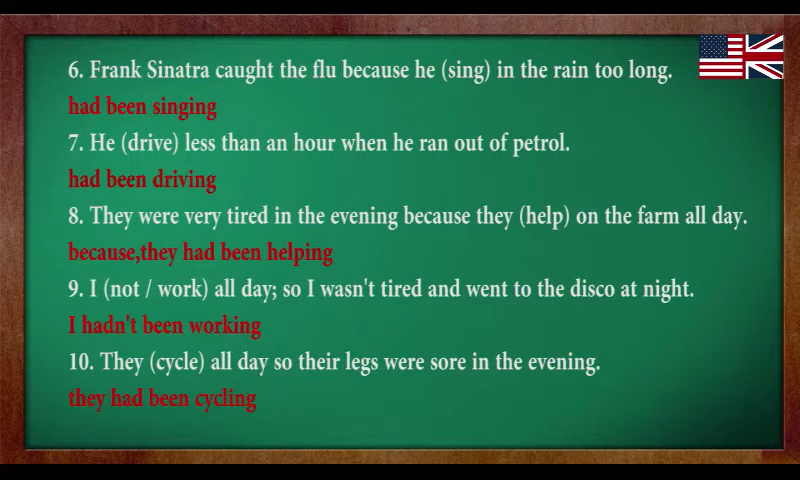 6. Frank Sinatra caught the flu because he (sing) in the rain too long.
had been singing
7. He (drive) less than an hour when he ran out of petrol.
had been driving
8. They were very tired in the evening because they (help) on the farm all day.
because,they had been helping
9. I (not / work) all day; so I wasn't tired and went to the disco at night.
I hadn't been working
10. They (cycle) all day so their legs were sore in the evening.
they had been cycling